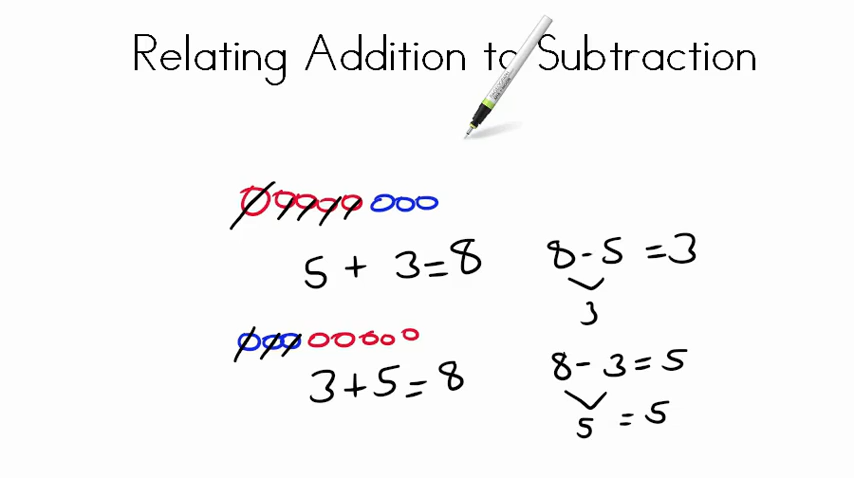 Relating Addition to Subtraction
5 + 3 = 8
8 - 5 = 3
3
3 + 5 = 8
8 - 3 = 5
5 = 5